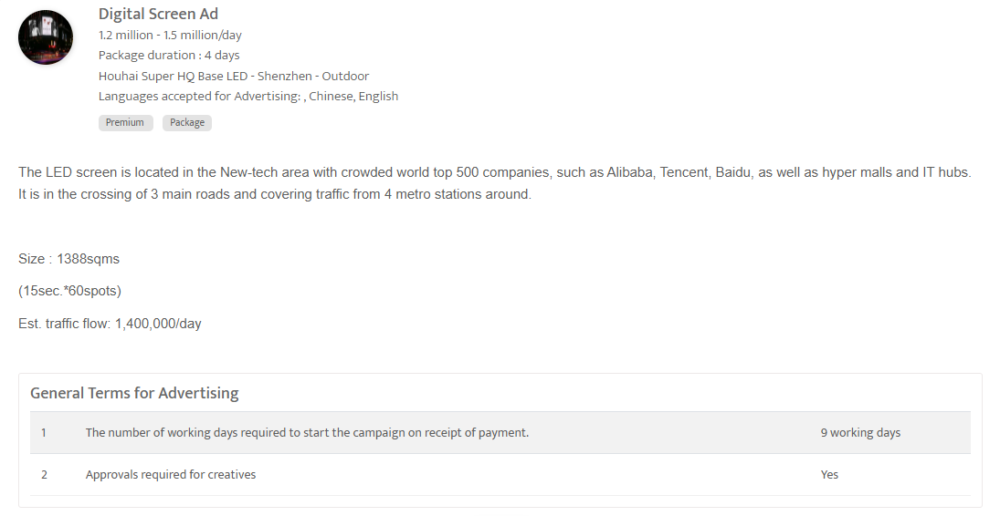 Digital Screen Ad
1.2 million - 1.5 million/day
Package duration : 4 days
Houhai Super HQ Base LED - Shenzhen - Outdoor
Languages accepted for Advertising: , Chinese, English
Premium Package
The LED screen is located in the New-tech area with crowded world top 500 companies, such as Alibaba, Tencent, Baidu, as well as hyper malls and IT hubs.
It is in the crossing of 3 main roads and covering traffic from 4 metro stations around.
Size : 1388sqms
(15sec.*60spots)
Est. traffic flow: 1,400,000/day
General Terms for Advertising
1 The number of working days required to start the campaign on receipt of payment. 9 working days
2 Approvals required for creatives Yes